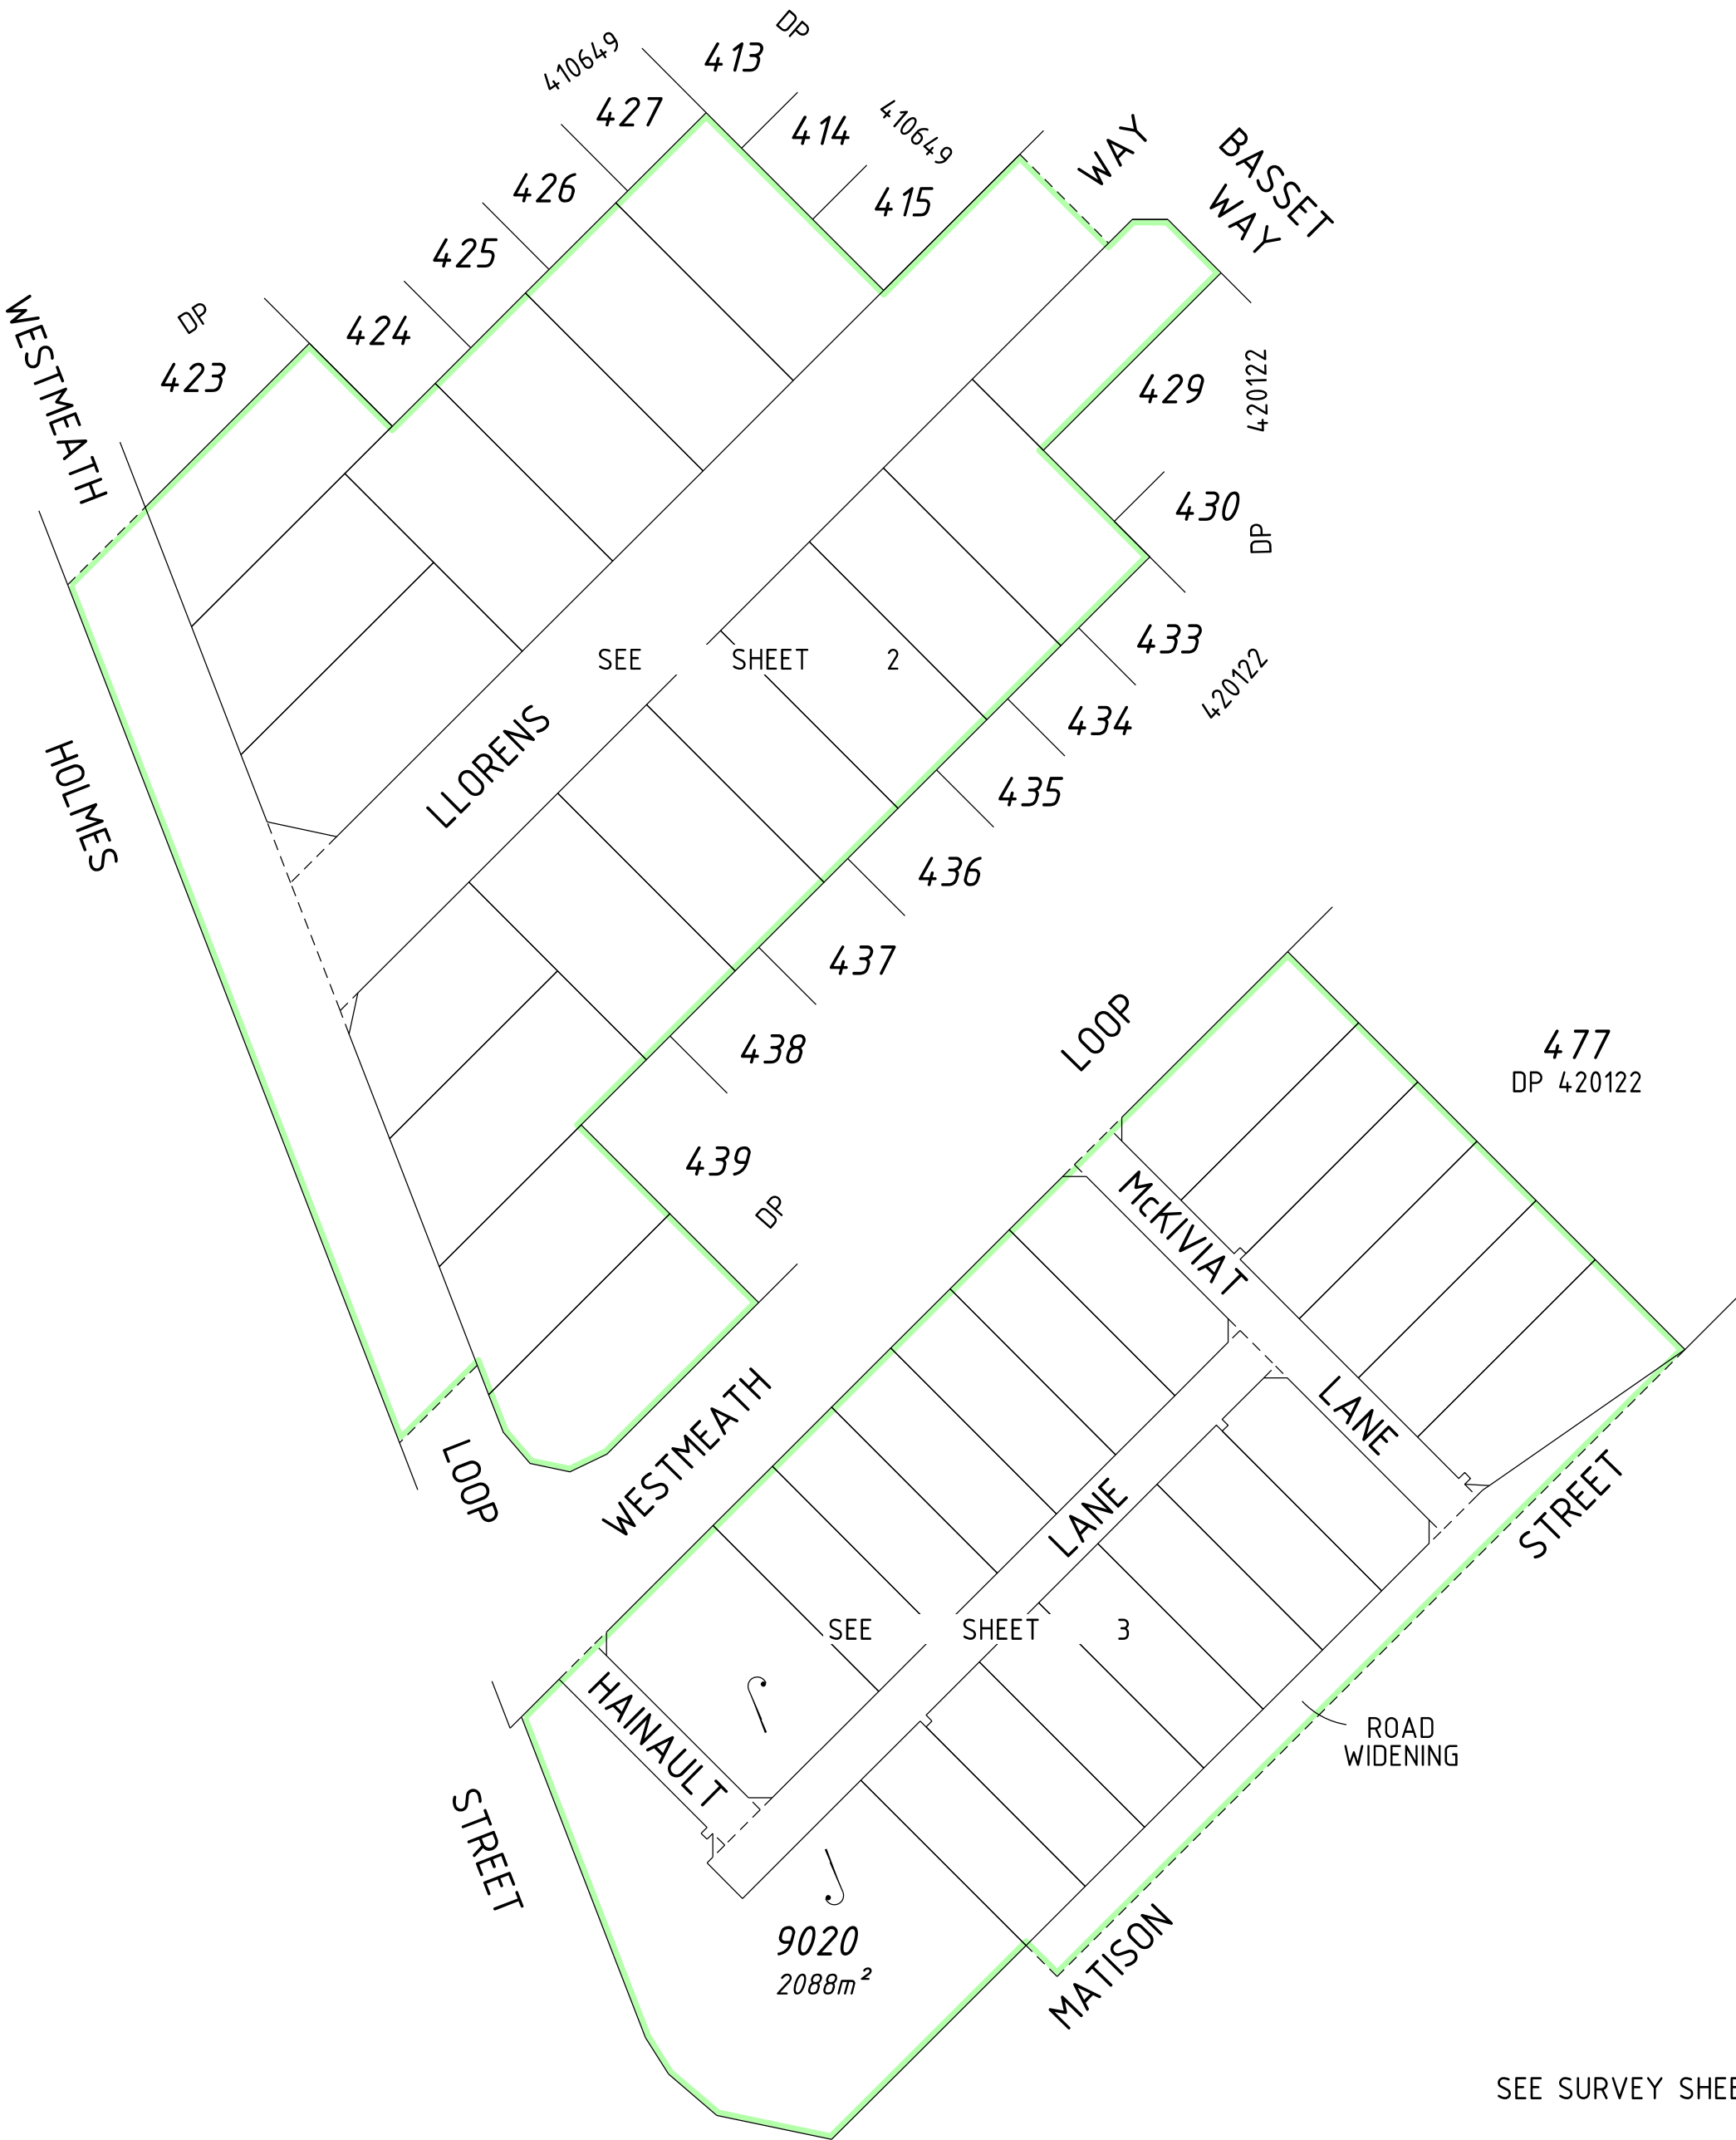 DP
413
410649
427
414
410649
426
415
WAY
BASSET
WAY
425
DP
424
423
WESTMEATH
429
420122
430
DP
433
420122
SEE SHEET 2
434
LLORENS
HOLMES
435
436
437
438
LOOP
477
DP 420122
439
DP
McKIVIAT
LANE
WESTMEATH
LOOP
LANE
STREET
SEE SHEET 3
HAINAULT
ROAD
WIDENING
STREET
9020
2088m²
MATISON
SEE SURVEY SHEE